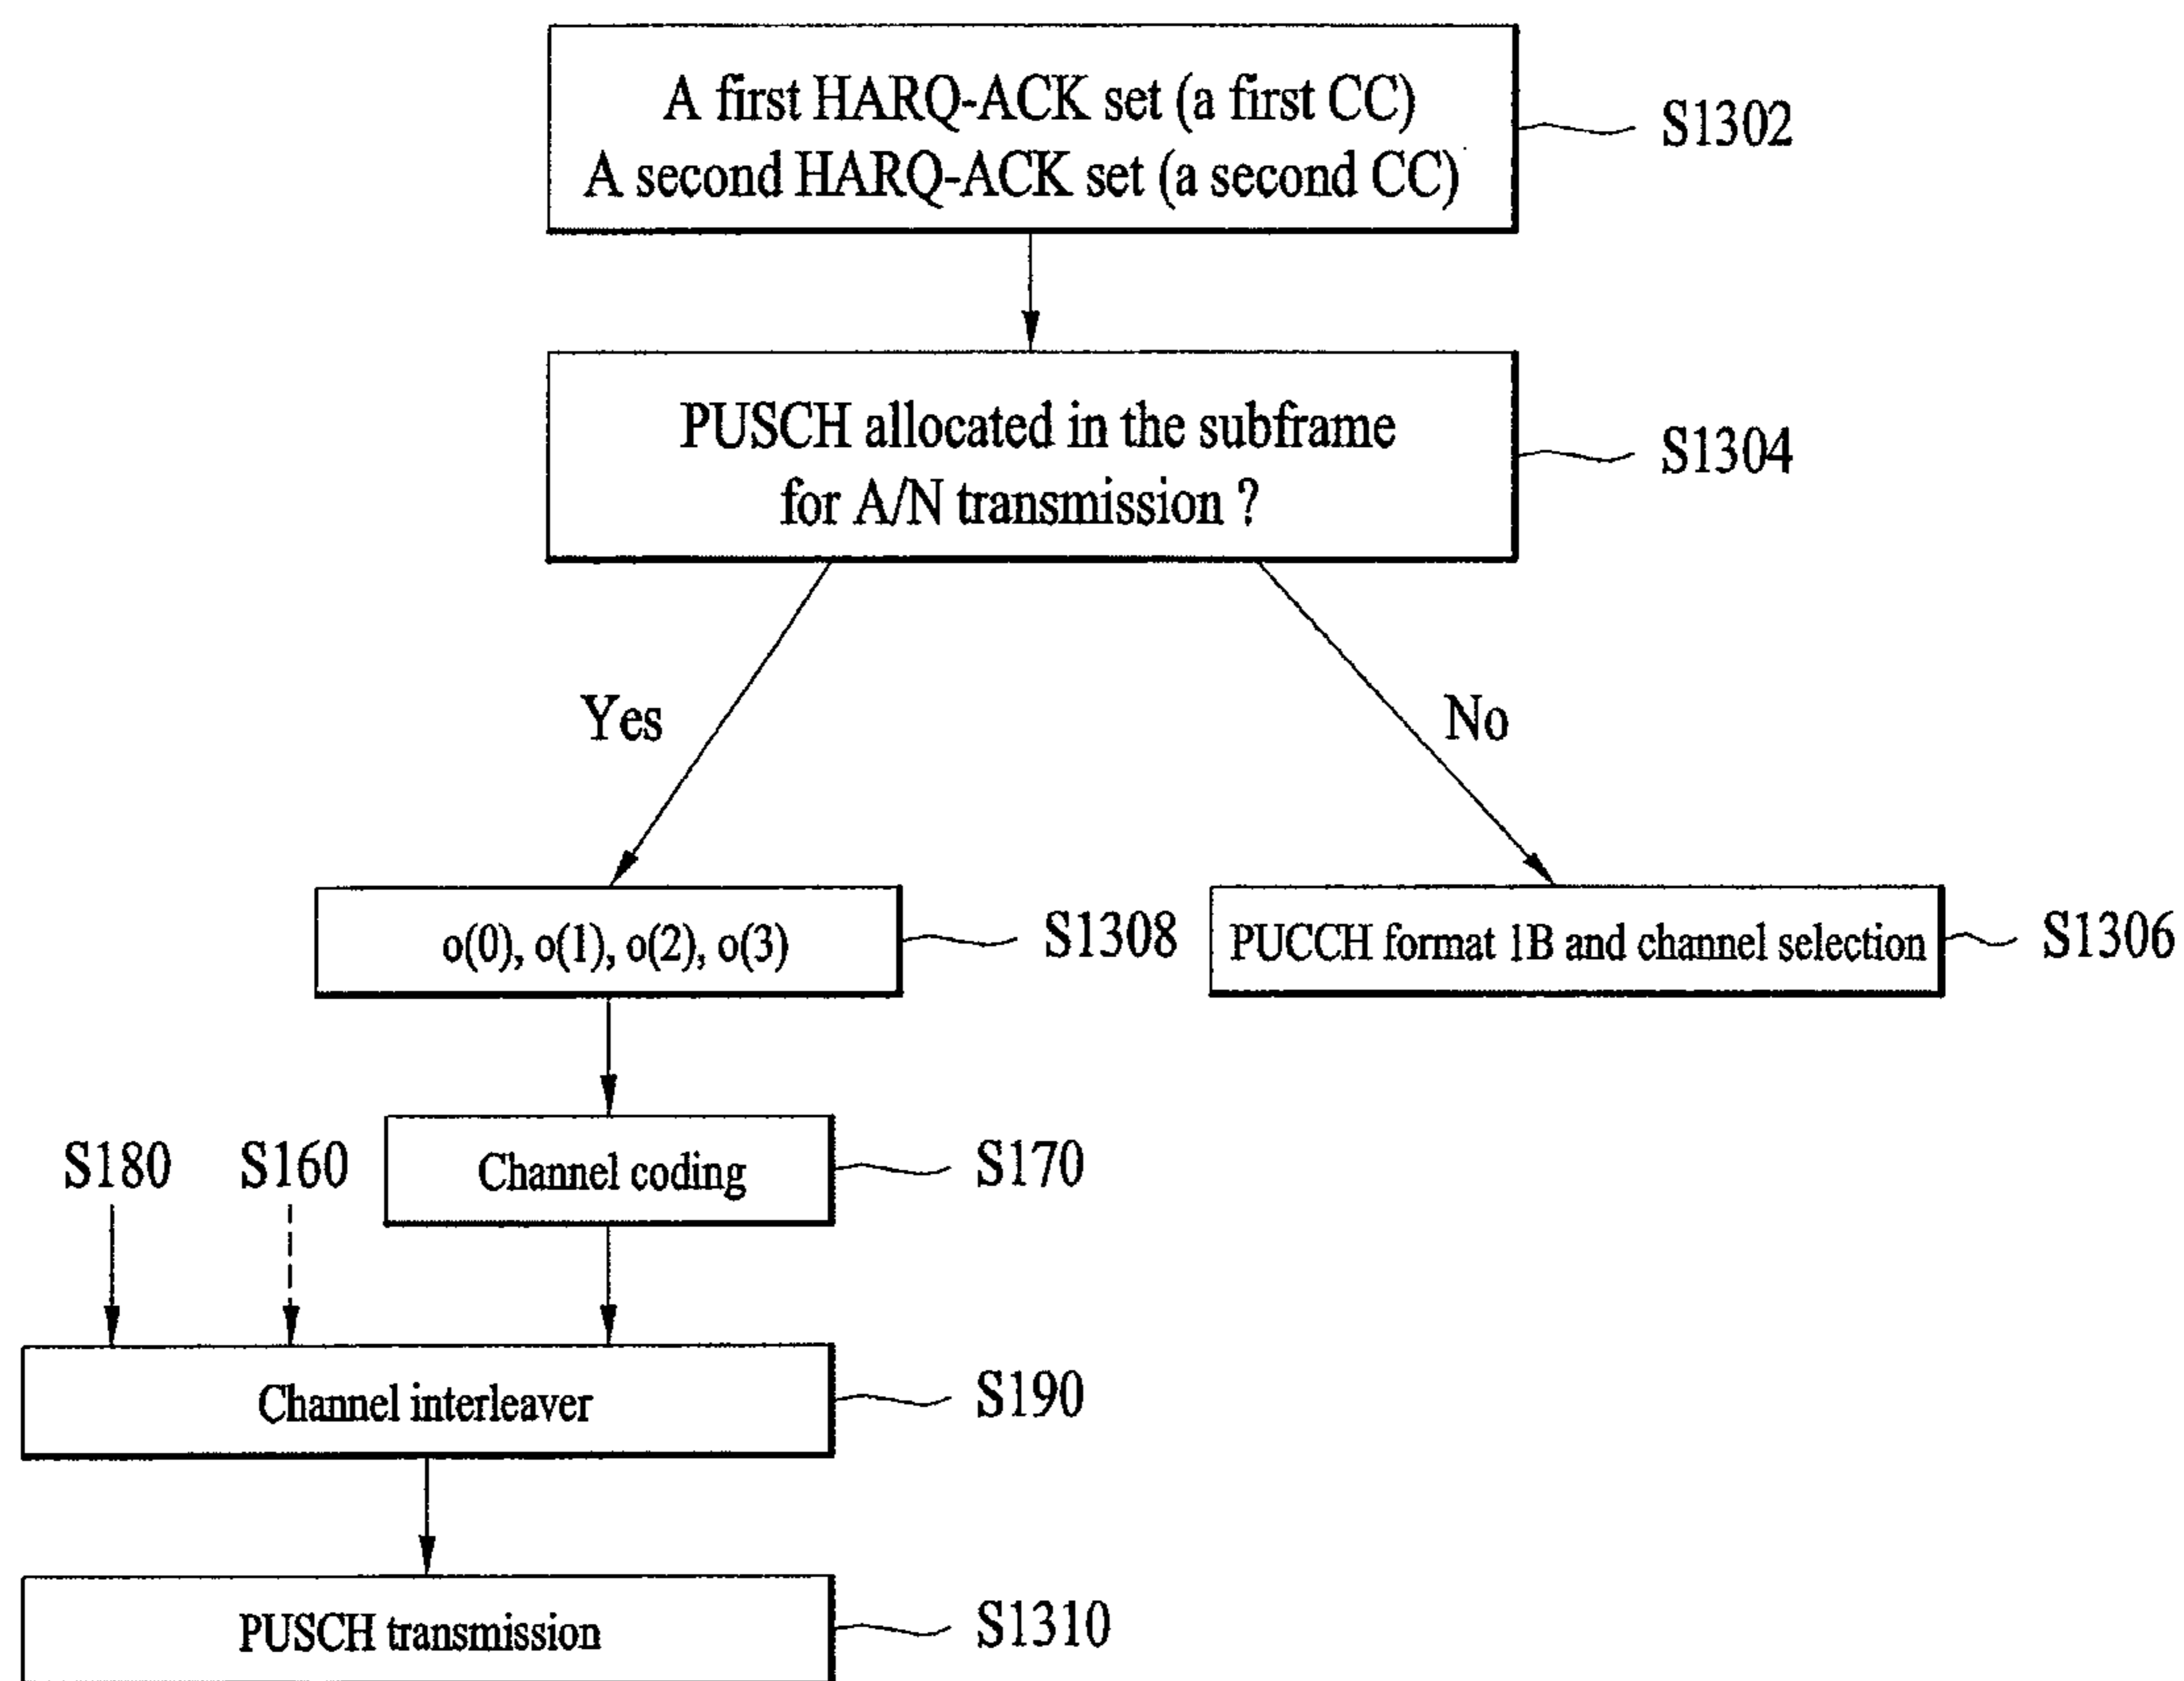 A first HARQ-ACK set (a first CC)
A second HARQ-ACK set (a second CC)
S1302
PUSCH allocated in the subframe
for A/N transmission ?
S1304
Yes
No
o(0), o(1), o(2), o(3)
S1308
PUCCH format 1B and channel selection
S1306
S180
S160
Channel coding
S170
Channel interleaver
S190
PUSCH transmission
S1310